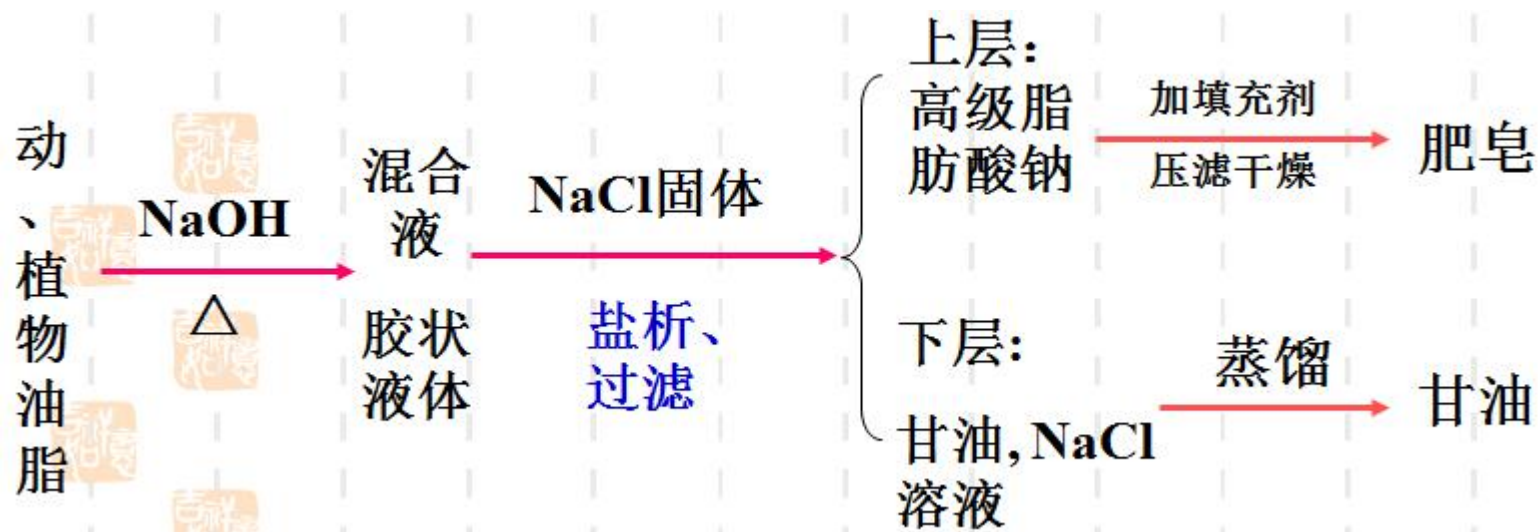 动
、
植
物
油
脂
NaOH
△
混合
液
胶状
液体
NaCl固体
盐析、
过滤
上层：
高级脂
肪酸钠
加填充剂
压滤干燥
肥皂
下层：
甘油, NaCl
溶液
蒸馏
甘油